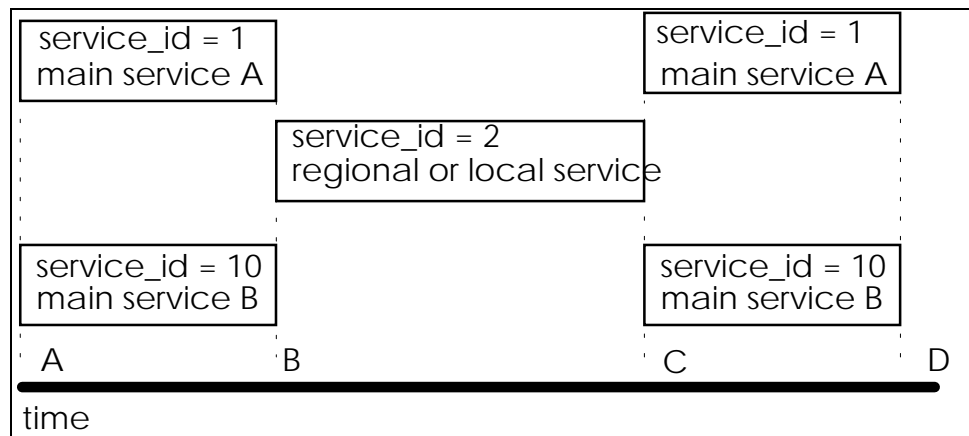 service_id = 1
main service A
service_id = 1
main service A
service_id = 2
regional or local service
service_id = 10
main service B
service_id = 10
main service B
A B C D
time